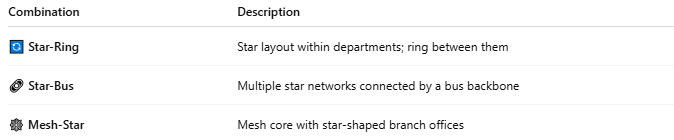 Combination Description
Star-Ring Star layout within departments; ring between them
Star-Bus Multiple star networks connected by a bus backbone
Mesh-Star Mesh core with star-shaped branch offices